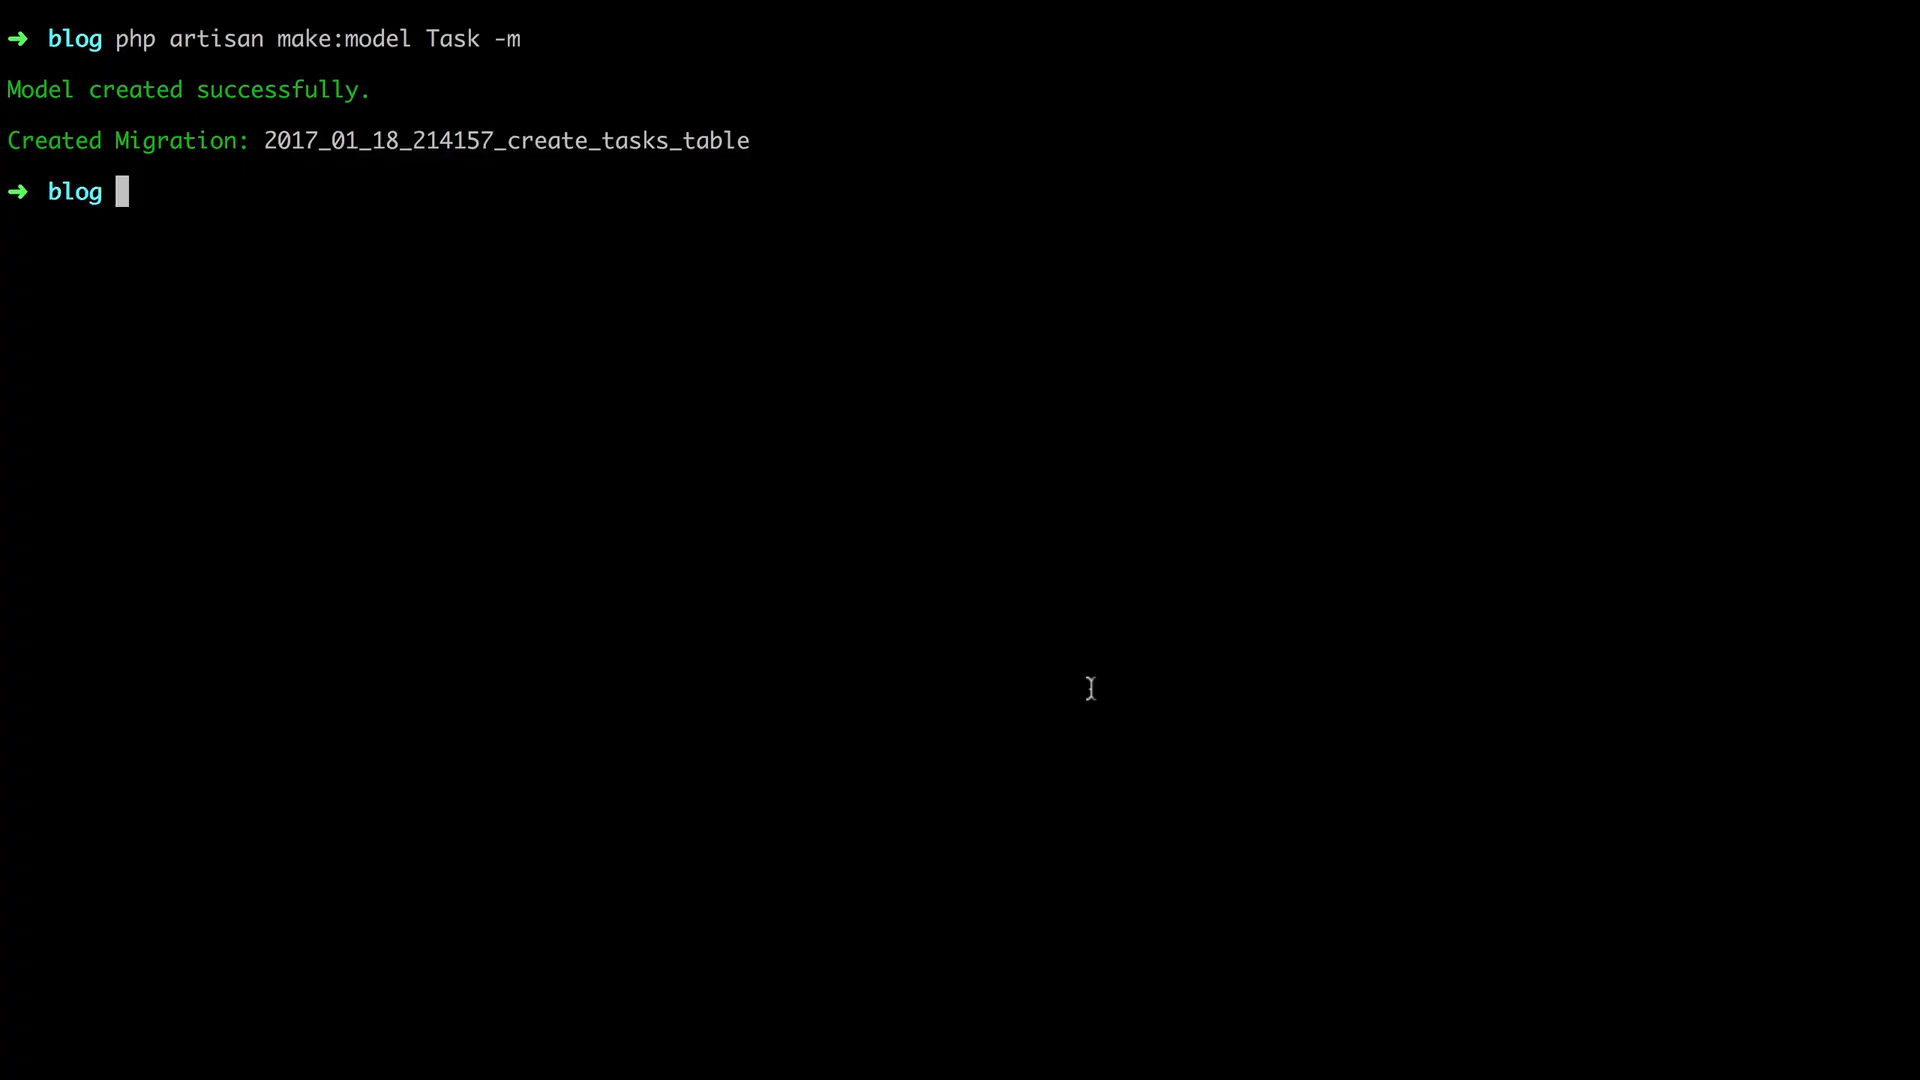 ➜ blog php artisan make:model Task -m
Model created successfully.
Created Migration: 2017_01_18_214157_create_tasks_table
➜ blog